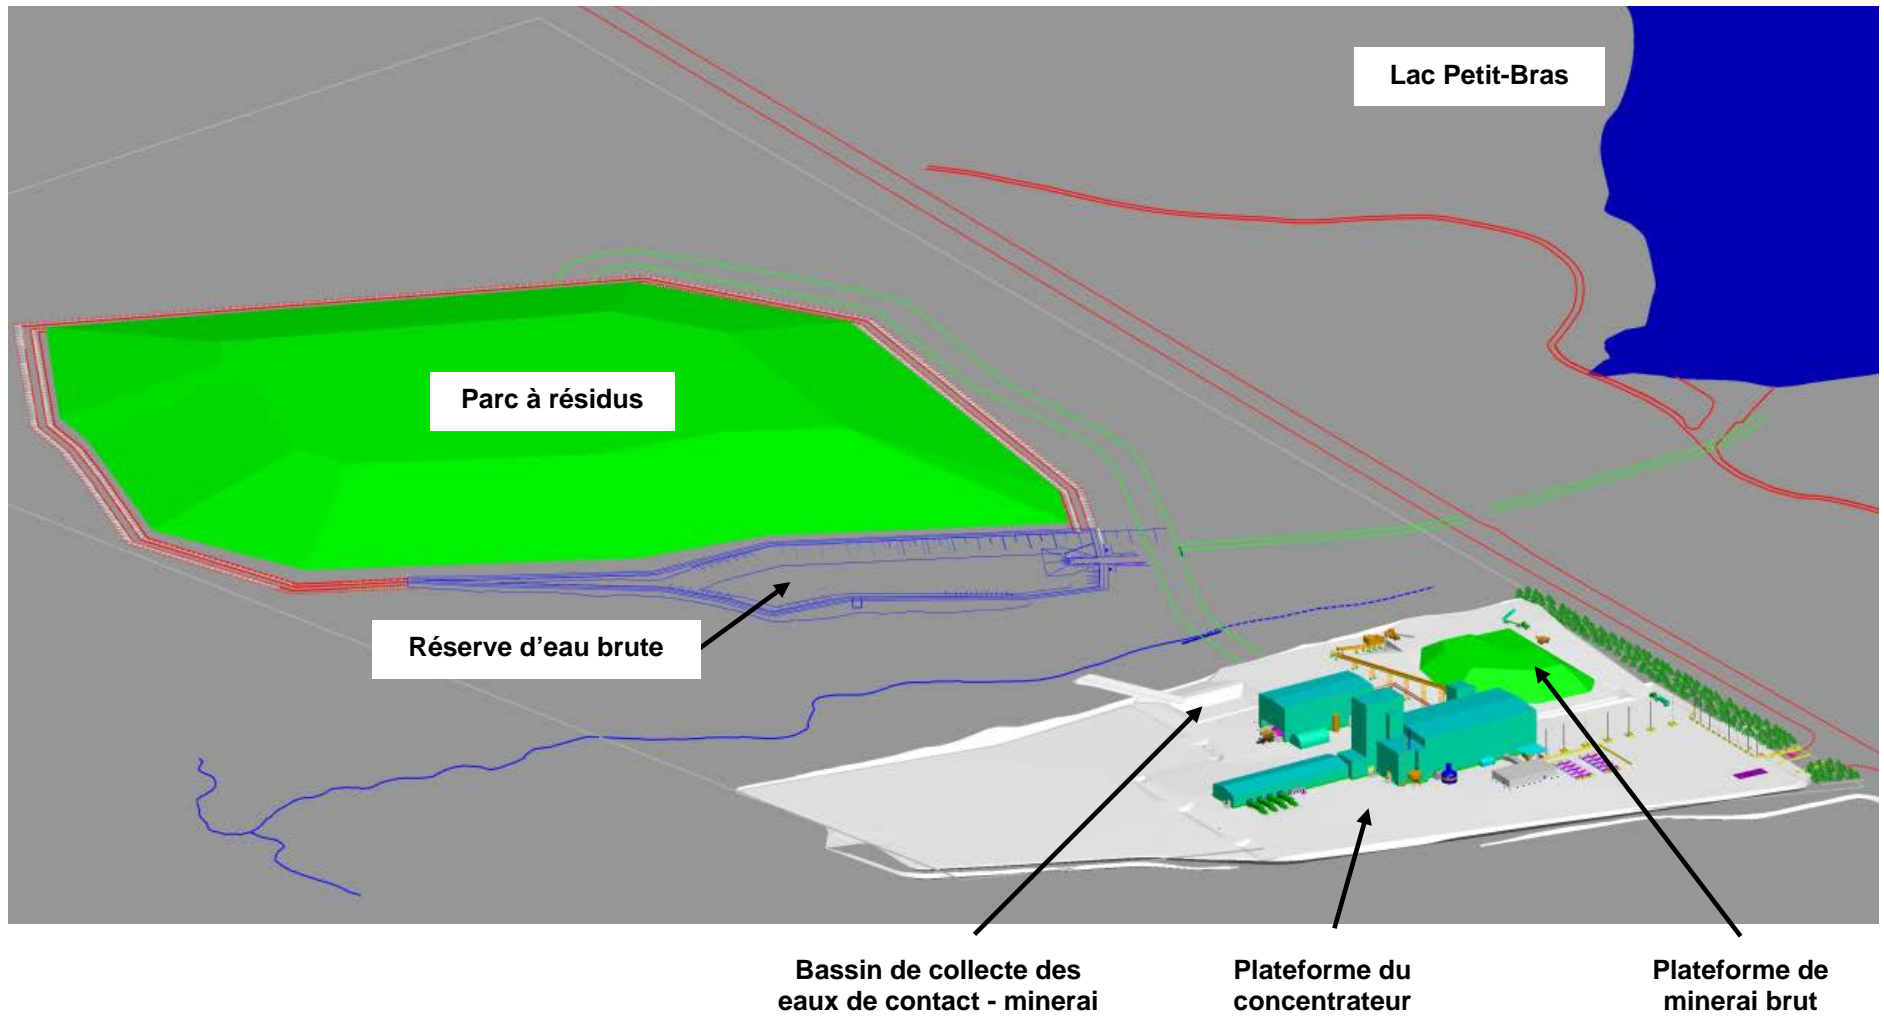 Lac Petit-Bras
Parc à résidus
Réserve d'eau brute
Bassin de collecte des
eaux de contact - minerai
Plateforme du
concentrateur
Plateforme de
minerai brut